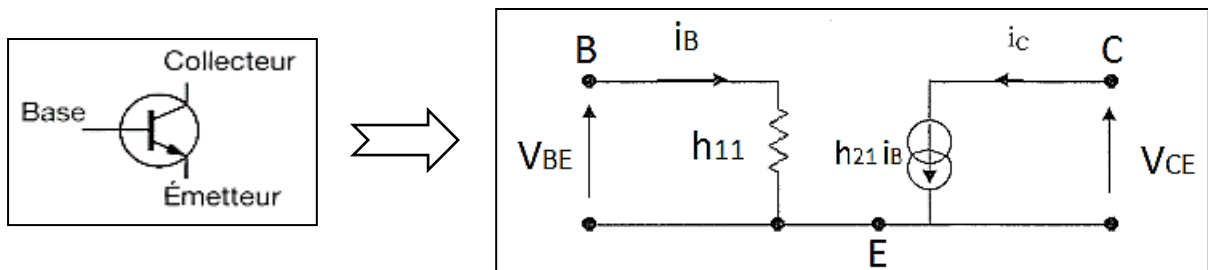 Collecteur
Base
Émetteur
B iB iC C
VBE h11 h21 iB VCE
E